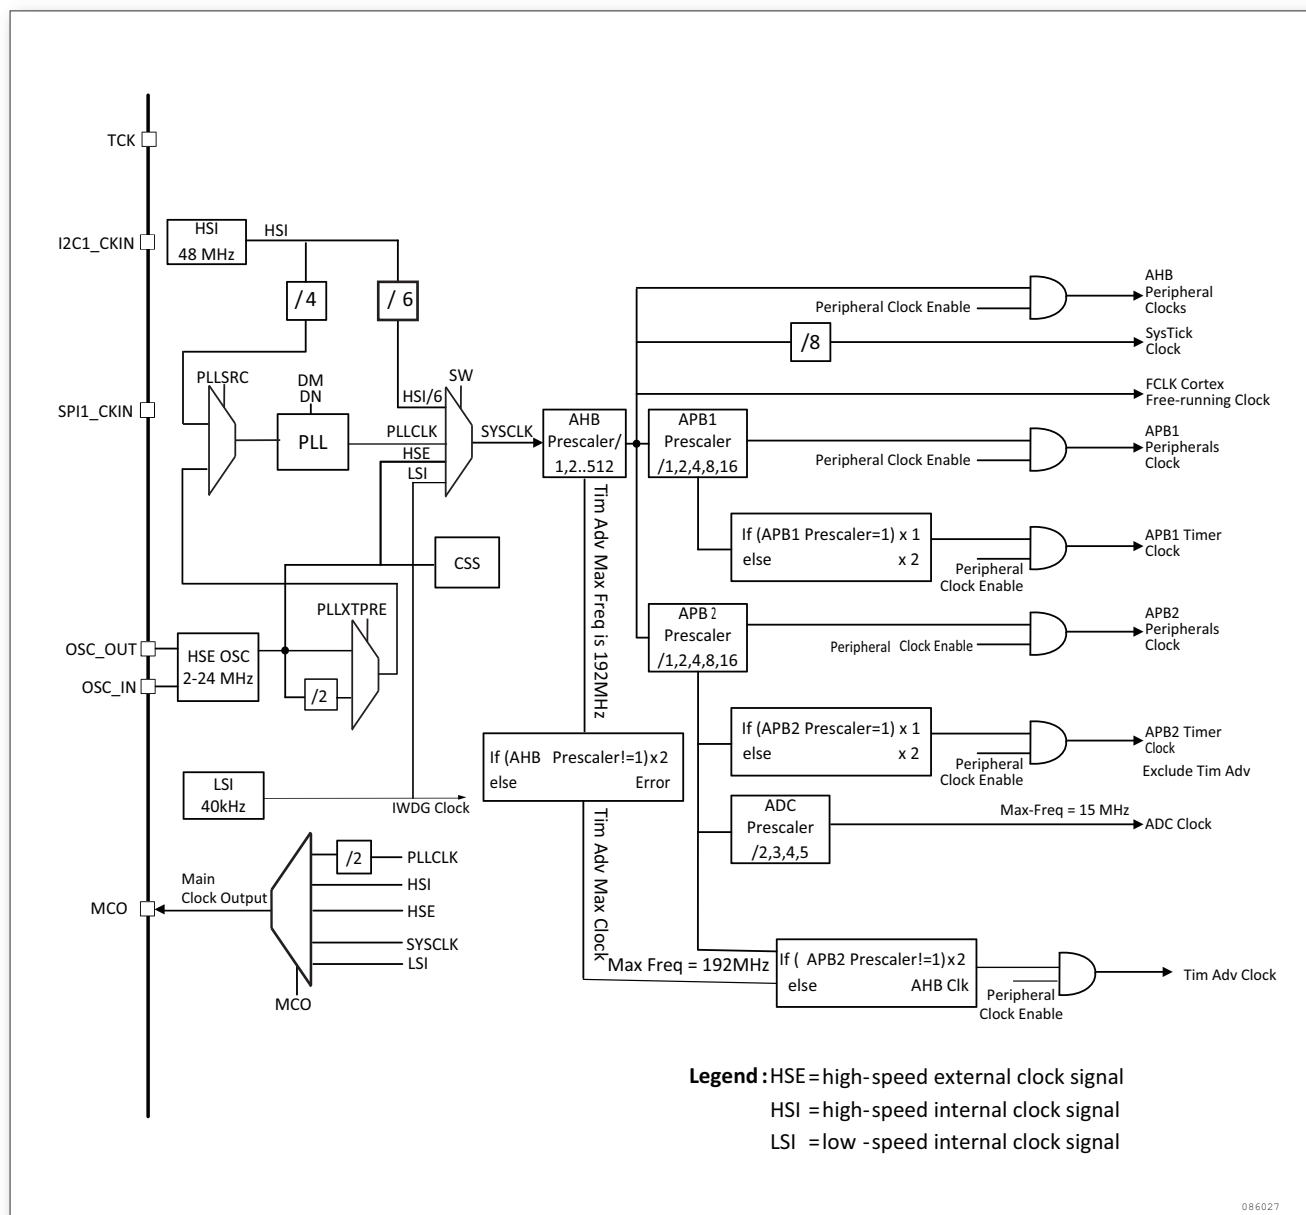 TCK
I2C1_CKIN
HSI
48 MHz
HSI
/ 4
/ 6
SPI1_CKIN
PLLSRC
DM
DN
PLL
HSI/6
SW
PLLCLK
HSE
LSI
SYSCLK
AHB
Prescaler/
1,2..512
APB1
Prescaler
/1,2,4,8,16
Peripheral Clock Enable
AHB
Peripheral
Clocks
/8
SysTick
Clock
FCLK Cortex
Free-running Clock
Peripheral Clock Enable
APB1
Peripherals
Clock
If (APB1 Prescaler=1) x 1
else x 2
Peripheral
Clock Enable
APB1 Timer
Clock
CSS
Tim Adv Max Freq is 192MHz
APB2
Prescaler
/1,2,4,8,16
Peripheral Clock Enable
APB2
Peripherals
Clock
OSC_OUT
OSC_IN
HSE OSC
2-24 MHz
PLLXTPRE
/2
If (APB2 Prescaler=1) x 1
else x 2
Peripheral
Clock Enable
APB2 Timer
Clock
Exclude Tim Adv
If (AHB Prescaler!=1)x2
else Error
LSI
40kHz
IWDG Clock
ADC
Prescaler
/2,3,4,5
Max-Freq = 15 MHz
ADC Clock
Tim Adv Max Clock
/2
PLLCLK
HSI
HSE
SYSCLK
LSI
Main
Clock Output
MCO
MCO
Max Freq = 192MHz
If ( APB2 Prescaler!=1)x2
else AHB Clk
Peripheral
Clock Enable
Tim Adv Clock
Legend : HSE = high-speed external clock signal
HSI = high-speed internal clock signal
LSI = low -speed internal clock signal
086027